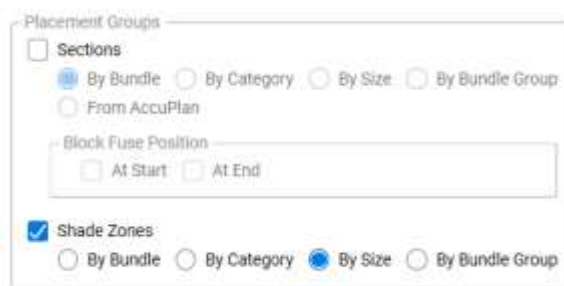 Placement Groups
Sections
By Bundle By Category By Size By Bundle Group
From AccuPlan
Block Fuse Position
At Start At End
Shade Zones
By Bundle By Category By Size By Bundle Group